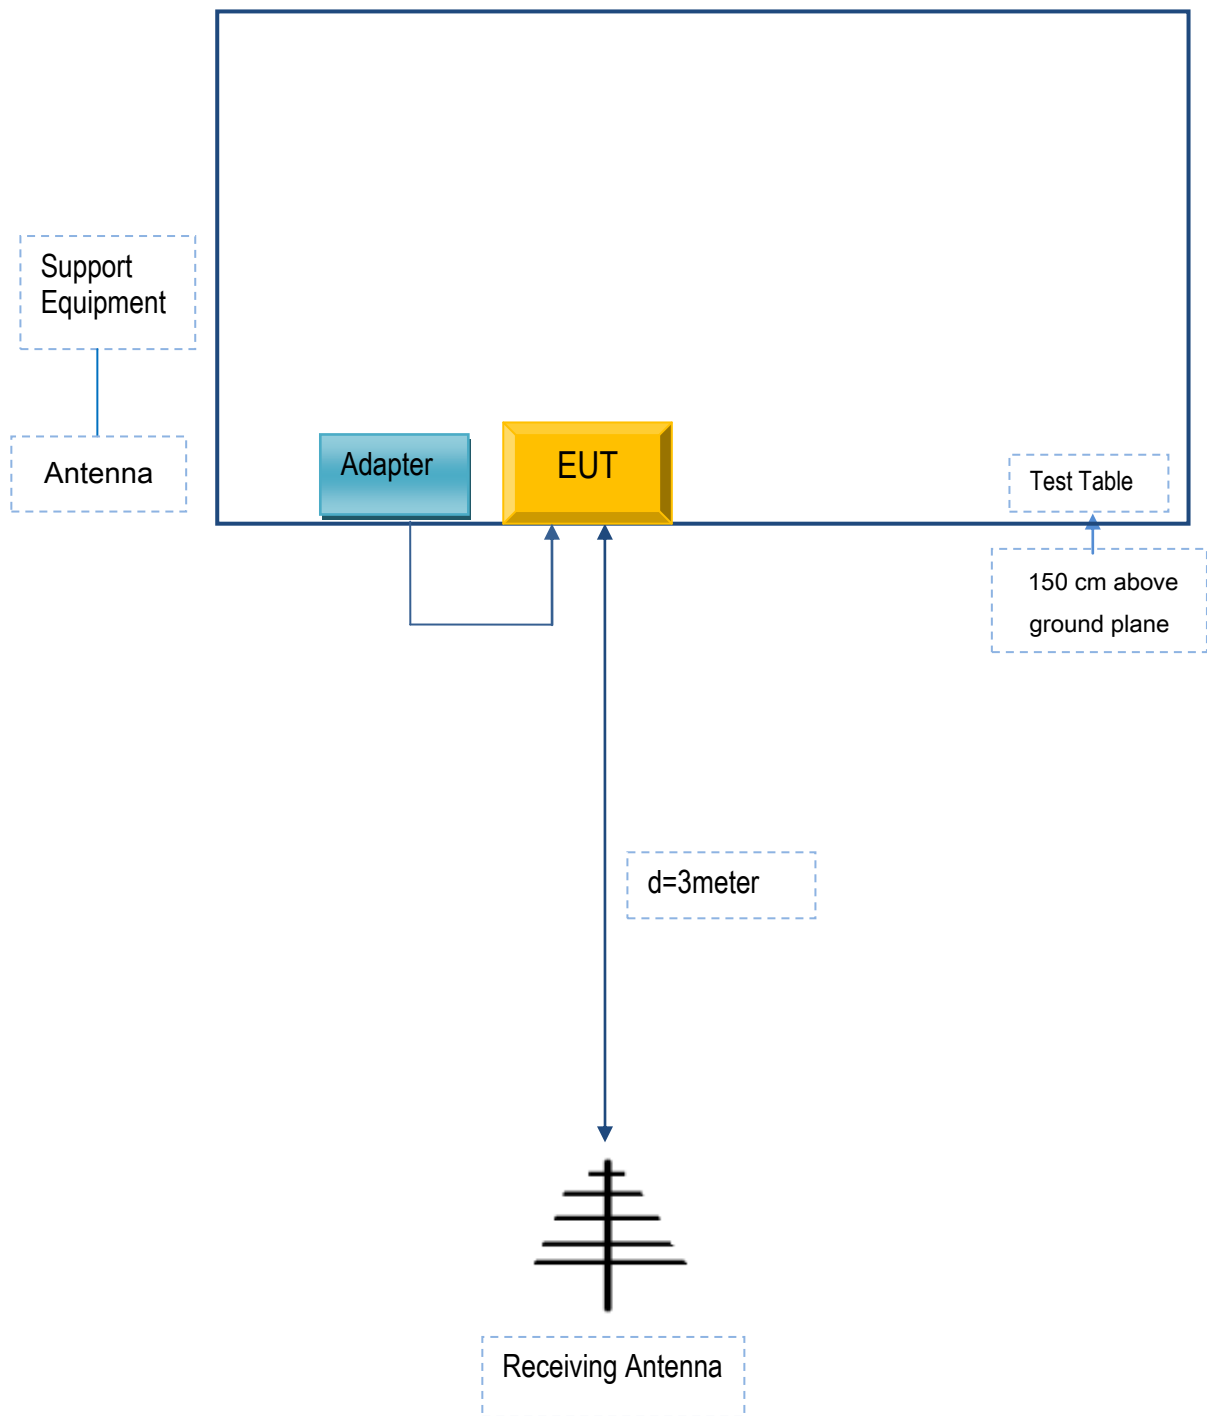 Support
Equipment
Antenna
Adapter
EUT
Test Table
150 cm above
ground plane
d=3meter
Receiving Antenna